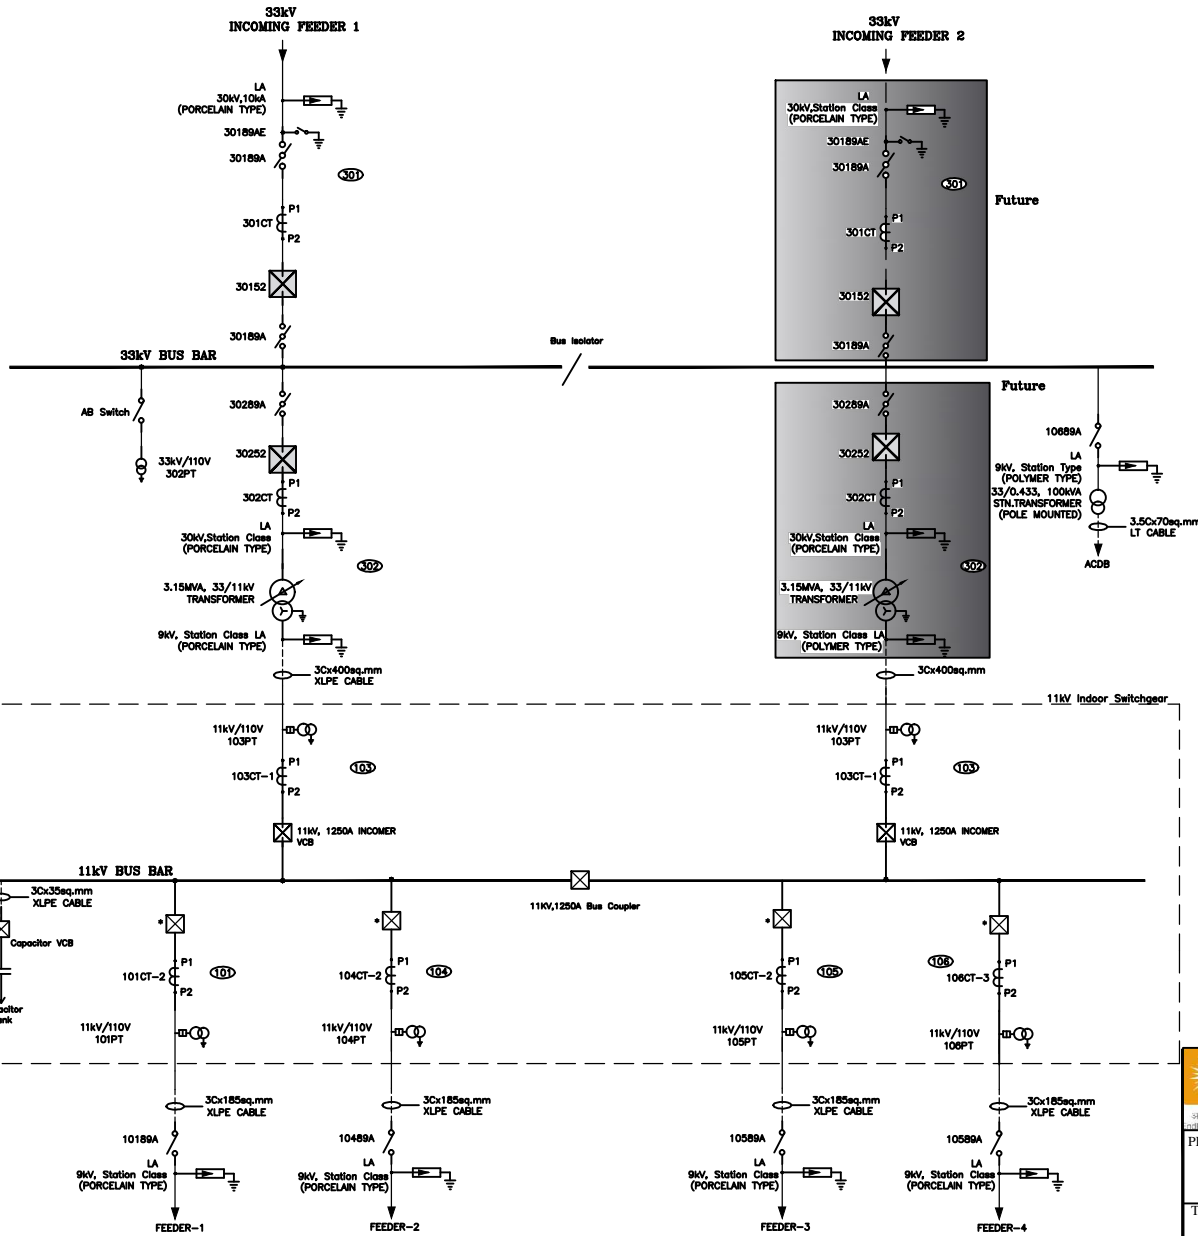 33kV
INCOMING FEEDER 1
33kV
INCOMING FEEDER 2
LA
30kV,10kA
(PORCELAIN TYPE)
30189AE
30189A
301
P1
301CT
P2
30152
30189A
LA
30kV,Station Class
(PORCELAIN TYPE)
30189AE
30189A
301
Future
P1
301CT
P2
30152
30189A
33kV BUS BAR
Bus Isolator
Future
AB Switch
33kV/110V
302PT
30289A
30252
P1
302CT
P2
LA
30kV,Station Class
(PORCELAIN TYPE)
302
3.15MVA, 33/11kV
TRANSFORMER
9kV, Station Class LA
(PORCELAIN TYPE)
3Cx400sq.mm
XLPE CABLE
30289A
30252
P1
302CT
P2
LA
30kV,Station Class
(PORCELAIN TYPE)
302
3.15MVA, 33/11kV
TRANSFORMER
9kV, Station Class LA
(POLYMER TYPE)
3Cx400sq.mm
10689A
LA
9kV, Station Type
(POLYMER TYPE)
33/0.433, 100kVA
STN.TRANSFORMER
(POLE MOUNTED)
3.5Cx70sq.mm
LT CABLE
ACDB
11kV Indoor Switchgear
11kV/110V
103PT
P1
103CT-1
P2
103
11kV, 1250A INCOMER
VCB
11kV/110V
103PT
P1
103CT-1
P2
103
11kV, 1250A INCOMER
VCB
11kV BUS BAR
11KV,1250A Bus Coupler
3Cx35sq.mm
XLPE CABLE
Capacitor VCB
*
P1
101CT-2
P2
101
11kV/110V
101PT
3Cx185sq.mm
XLPE CABLE
10189A
LA
9kV, Station Class
(PORCELAIN TYPE)
FEEDER-1
*
P1
104CT-2
P2
104
11kV/110V
104PT
3Cx185sq.mm
XLPE CABLE
10489A
LA
9kV, Station Class
(PORCELAIN TYPE)
FEEDER-2
*
P1
105CT-2
P2
105
11kV/110V
105PT
3Cx185sq.mm
XLPE CABLE
10589A
LA
9kV, Station Class
(PORCELAIN TYPE)
FEEDER-3
*
106
P1
106CT-3
P2
11kV/110V
106PT
3Cx185sq.mm
XLPE CABLE
10589A
LA
9kV, Station Class
(PORCELAIN TYPE)
FEEDER-4